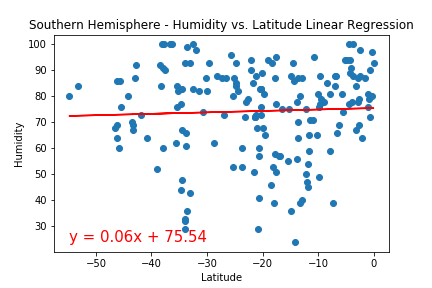 Southern Hemisphere - Humidity vs. Latitude Linear Regression
100
90
80
70
60
50
40
30
Humidity
y = 0.06x + 75.54
−50 −40 −30 −20 −10 0
Latitude